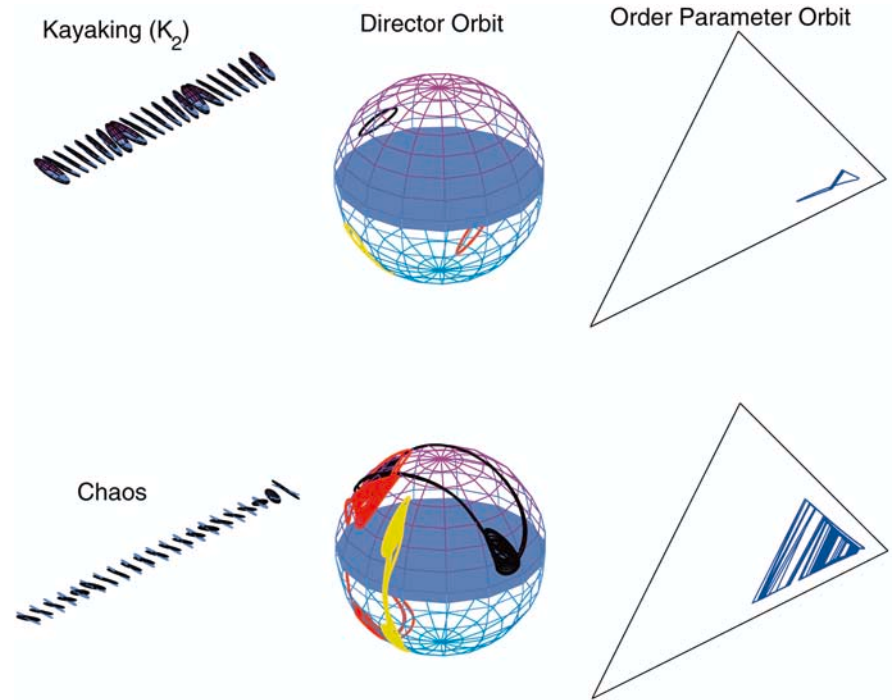 Kayaking (K2)
Director Orbit
Order Parameter Orbit
Chaos